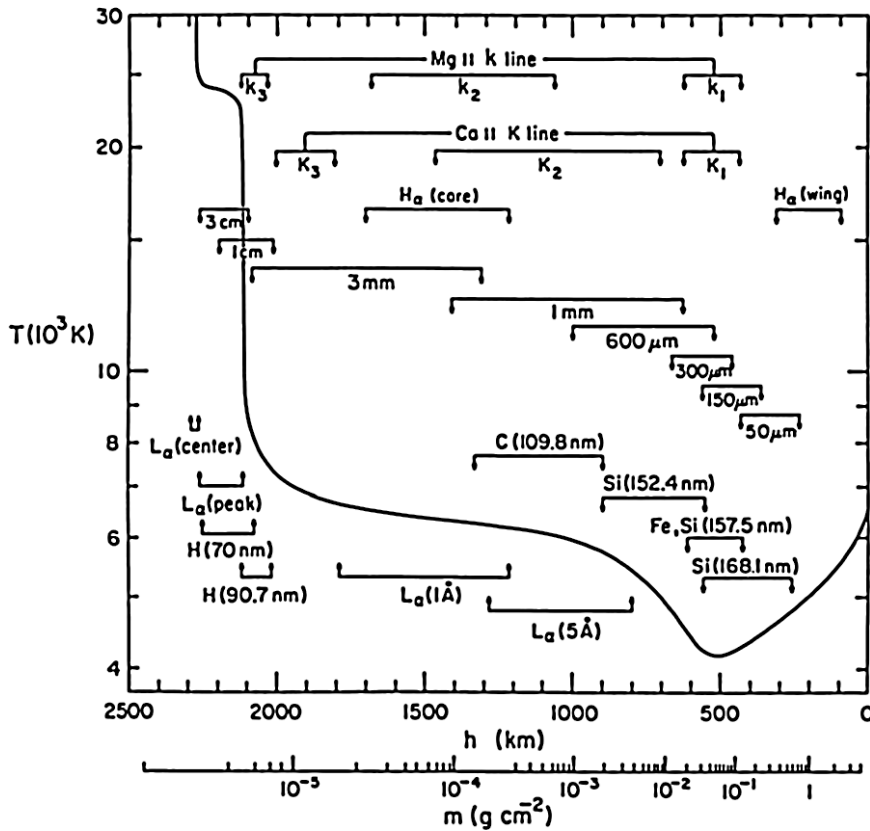 30
Mg II k line
k₃ k₂ k₁
20
Ca II K line
K₃ K₂ K₁
Hα (core) Hα (wing)
3 cm
1 cm
3 mm
1 mm
T(10³K)
600 μm
10
300 μm
150 μm
50 μm
8
Lα (center)
C (109.8 nm)
Si (152.4 nm)
Lα (peak)
6
Fe, Si (157.5 nm)
H (70 nm)
Si (168.1 nm)
H (90.7 nm)
Lα (1Å)
Lα (5Å)
4
2500 2000 1500 1000 500 0
h (km)
10⁻⁵ 10⁻⁴ 10⁻³ 10⁻² 10⁻¹ 1
m (g cm⁻²)